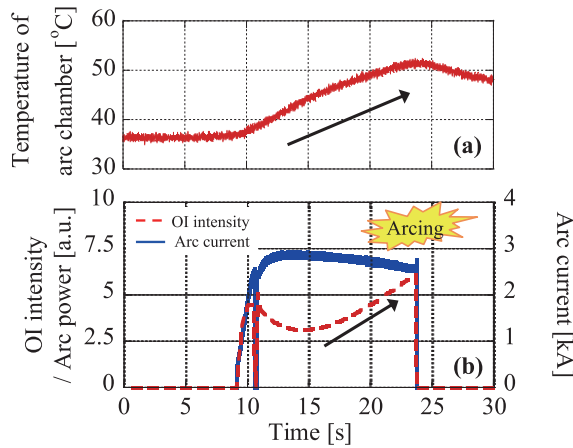 Temperature of
arc chamber [°C]
60
50
40
30
(a)
OI intensity
/ Arc power [a.u.]
10
7.5
5
2.5
0
OI intensity
Arc current
Arcing
(b)
4
3
2
1
0
Arc current [kA]
0 5 10 15 20 25 30
Time [s]